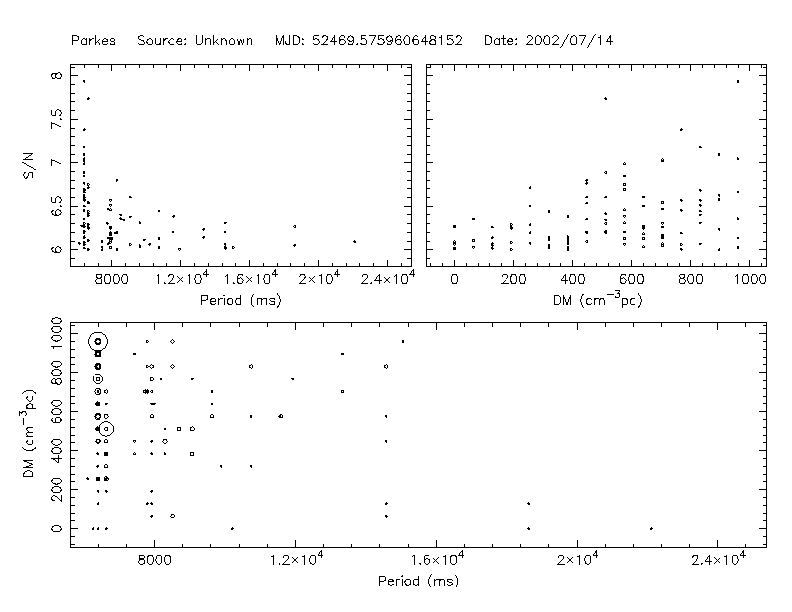 Parkes Source: Unknown MJD: 52469.575960648152 Date: 2002/07/14
8
7.5
7
6.5
6
S/N
8000 1.2×10⁴ 1.6×10⁴ 2×10⁴ 2.4×10⁴
Period (ms)
0 200 400 600 800 1000
DM (cm⁻³pc)
1000
800
600
400
200
0
DM (cm⁻³pc)
8000 1.2×10⁴ 1.6×10⁴ 2×10⁴ 2.4×10⁴
Period (ms)